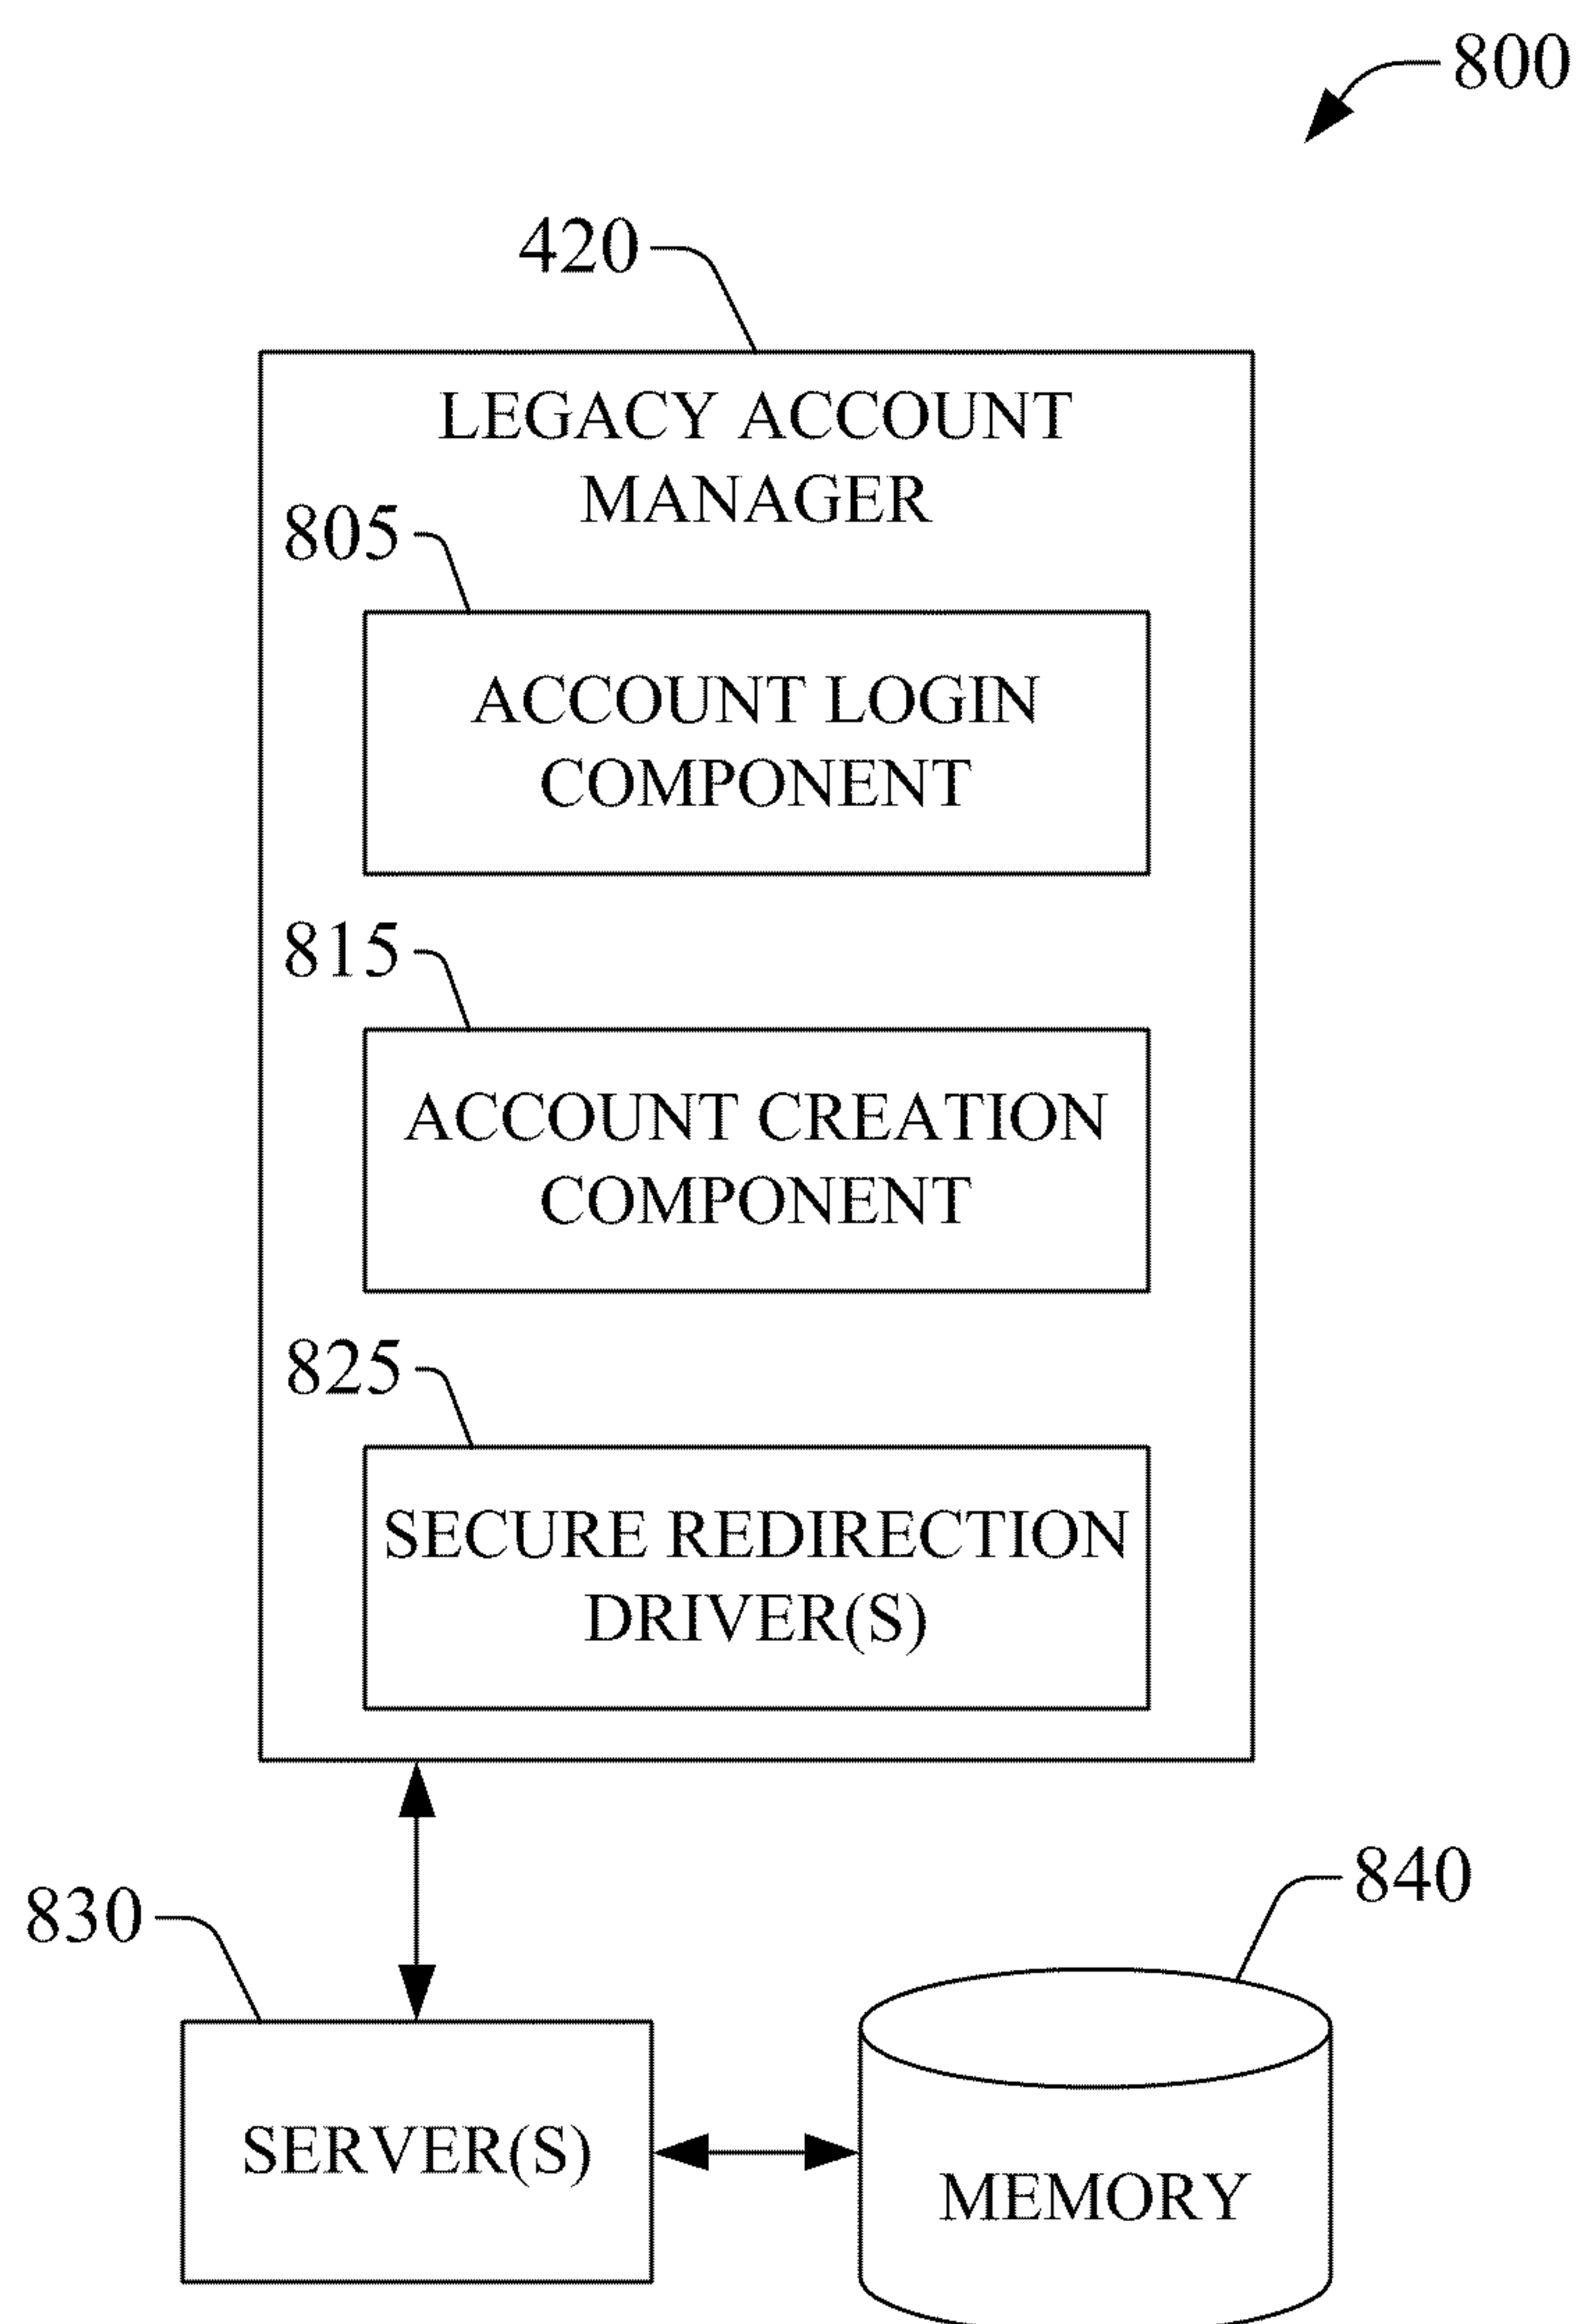 800
420
LEGACY ACCOUNT
MANAGER
805
ACCOUNT LOGIN
COMPONENT
815
ACCOUNT CREATION
COMPONENT
825
SECURE REDIRECTION
DRIVER(S)
830
840
SERVER(S)
MEMORY